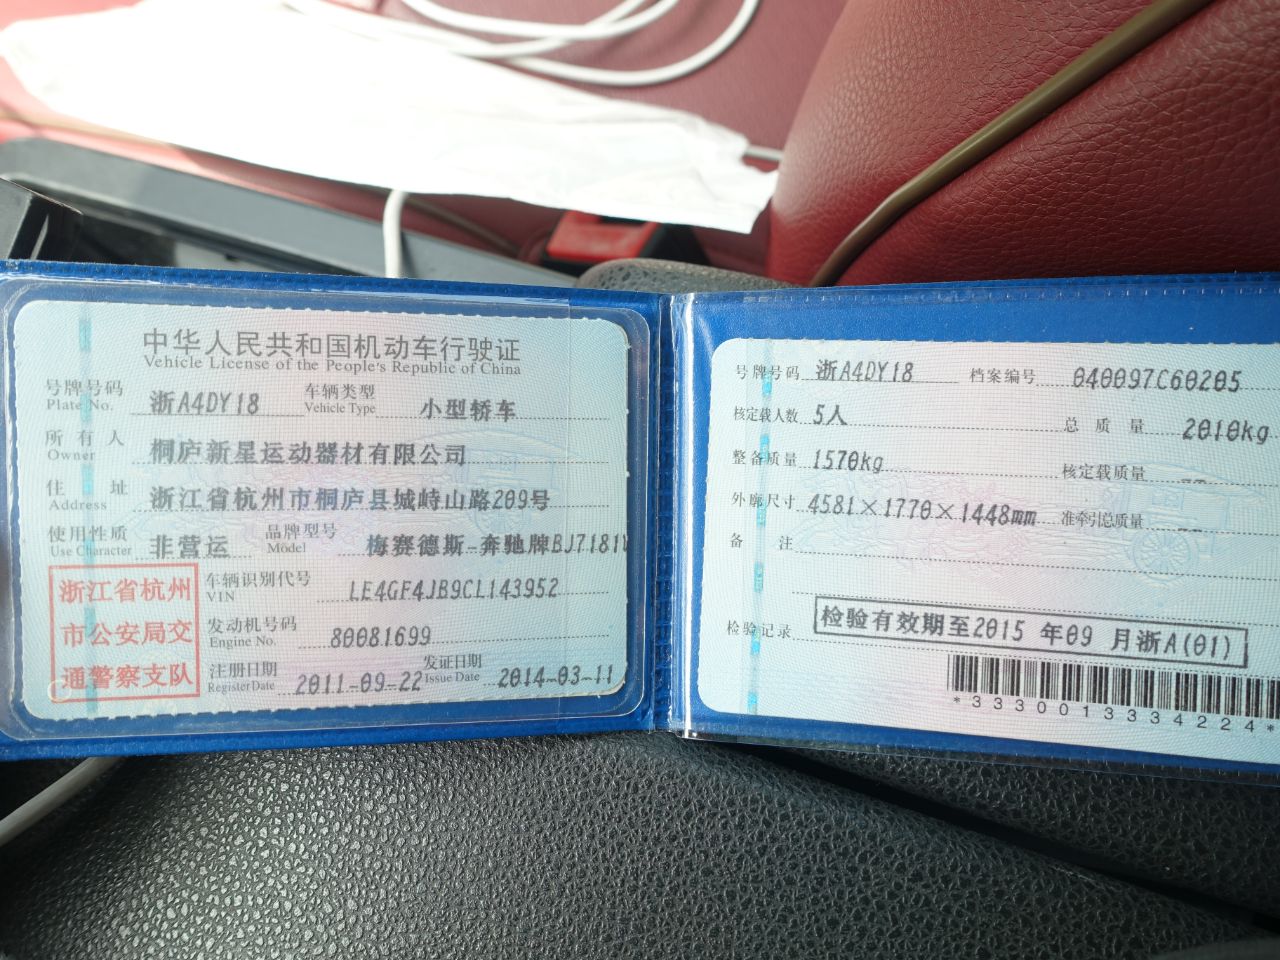 中华人民共和国机动车行驶证
Vehicle License of the People's Republic of China
号牌号码 浙A4DY18 车辆类型 小型轿车
Plate No. Vehicle Type
所有人 桐庐新星运动器材有限公司
Owner
住址 浙江省杭州市桐庐县城峙山路209号
Address
使用性质 非营运 品牌型号 梅赛德斯-奔驰牌BJ7181V
Use Character Model
浙江省杭州
市公安局交
通警察支队
车辆识别代号 LE4GF4JB9CL143952
VIN
发动机号码 80081699
Engine No.
注册日期 2011-09-22 发证日期 2014-03-11
Register Date Issue Date
号牌号码 浙A4DY18 档案编号 040097C60205
核定载人数 5人 总质量 2010kg
整备质量 1570kg 核定载质量 --
外廓尺寸 4581×1770×1448mm 准牵引总质量 --
备注
检验记录 检验有效期至2015年09月浙A(01)
*3330013334224*